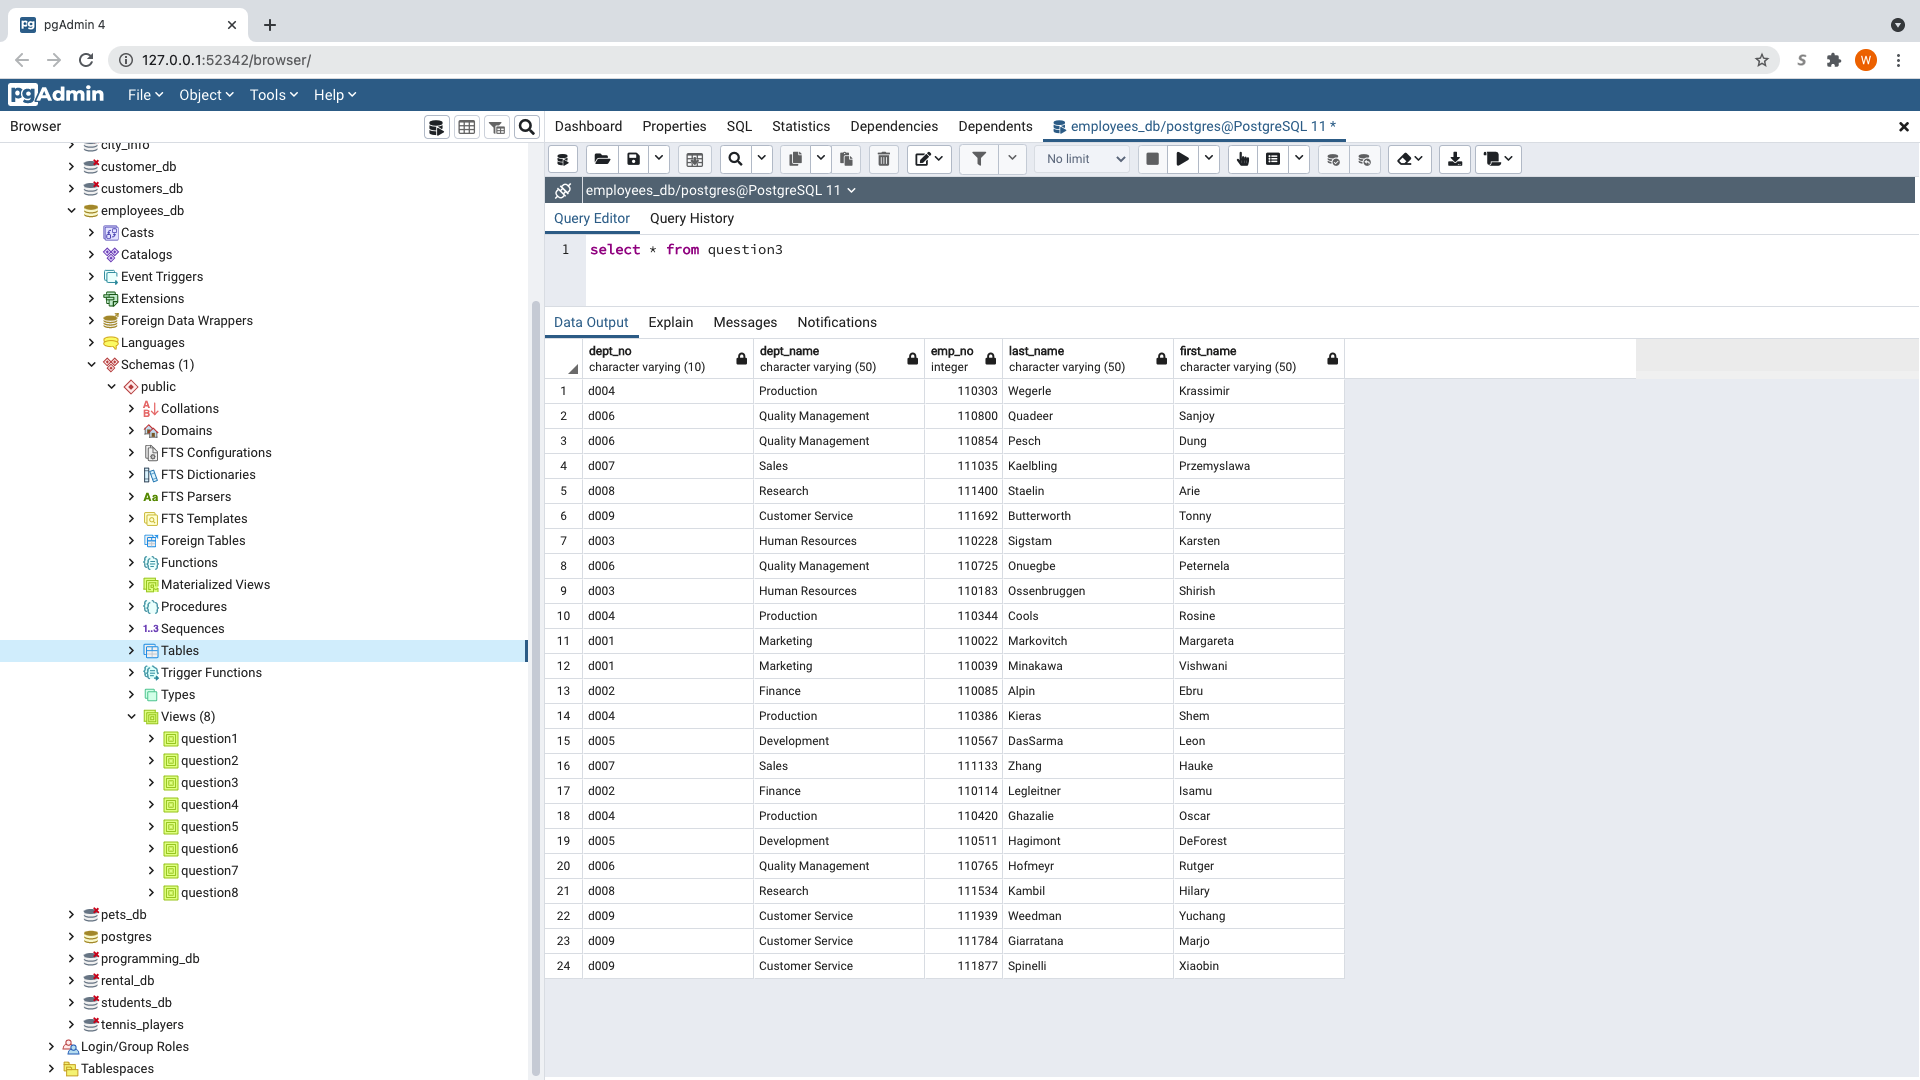 pgAdmin 4
127.0.0.1:52342/browser/
W
pgAdmin File Object Tools Help
Browser
city_info
customer_db
customers_db
employees_db
Casts
Catalogs
Event Triggers
Extensions
Foreign Data Wrappers
Languages
Schemas (1)
public
Collations
Domains
FTS Configurations
FTS Dictionaries
Aa FTS Parsers
FTS Templates
Foreign Tables
Functions
Materialized Views
Procedures
1..3 Sequences
Tables
Trigger Functions
Types
Views (8)
question1
question2
question3
question4
question5
question6
question7
question8
pets_db
postgres
programming_db
rental_db
students_db
tennis_players
Login/Group Roles
Tablespaces
Dashboard Properties SQL Statistics Dependencies Dependents employees_db/postgres@PostgreSQL 11 *
No limit
employees_db/postgres@PostgreSQL 11
Query Editor Query History
1 select * from question3
Data Output Explain Messages Notifications
dept_no dept_name emp_no last_name first_name
character varying (10) character varying (50) integer character varying (50) character varying (50)
1 d004 Production 110303 Wegerle Krassimir
2 d006 Quality Management 110800 Quadeer Sanjoy
3 d006 Quality Management 110854 Pesch Dung
4 d007 Sales 111035 Kaelbling Przemyslawa
5 d008 Research 111400 Staelin Arie
6 d009 Customer Service 111692 Butterworth Tonny
7 d003 Human Resources 110228 Sigstam Karsten
8 d006 Quality Management 110725 Onuegbe Peternela
9 d003 Human Resources 110183 Ossenbruggen Shirish
10 d004 Production 110344 Cools Rosine
11 d001 Marketing 110022 Markovitch Margareta
12 d001 Marketing 110039 Minakawa Vishwani
13 d002 Finance 110085 Alpin Ebru
14 d004 Production 110386 Kieras Shem
15 d005 Development 110567 DasSarma Leon
16 d007 Sales 111133 Zhang Hauke
17 d002 Finance 110114 Legleitner Isamu
18 d004 Production 110420 Ghazalie Oscar
19 d005 Development 110511 Hagimont DeForest
20 d006 Quality Management 110765 Hofmeyr Rutger
21 d008 Research 111534 Kambil Hilary
22 d009 Customer Service 111939 Weedman Yuchang
23 d009 Customer Service 111784 Giarratana Marjo
24 d009 Customer Service 111877 Spinelli Xiaobin